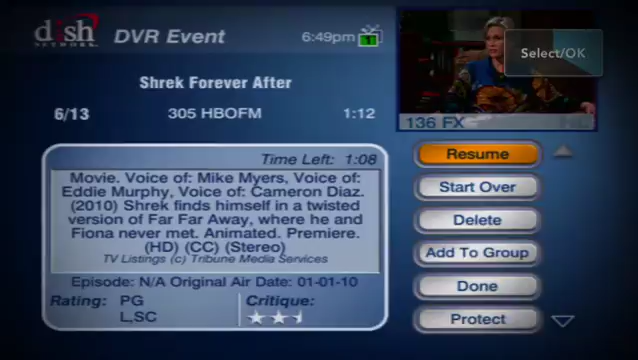 dish
NETWORK
DVR Event
6:49pm
1
Select/OK
Shrek Forever After
6/13
305 HBOFM
1:12
136 FX
HD
Time Left: 1:08
Movie. Voice of: Mike Myers, Voice of:
Eddie Murphy, Voice of: Cameron Diaz.
(2010) Shrek finds himself in a twisted
version of Far Far Away, where he and
Fiona never met. Animated. Premiere.
(HD) (CC) (Stereo)
TV Listings (c) Tribune Media Services
Episode: N/A Original Air Date: 01-01-10
Rating: PG
L,SC
Critique:
Resume
Start Over
Delete
Add To Group
Done
Protect